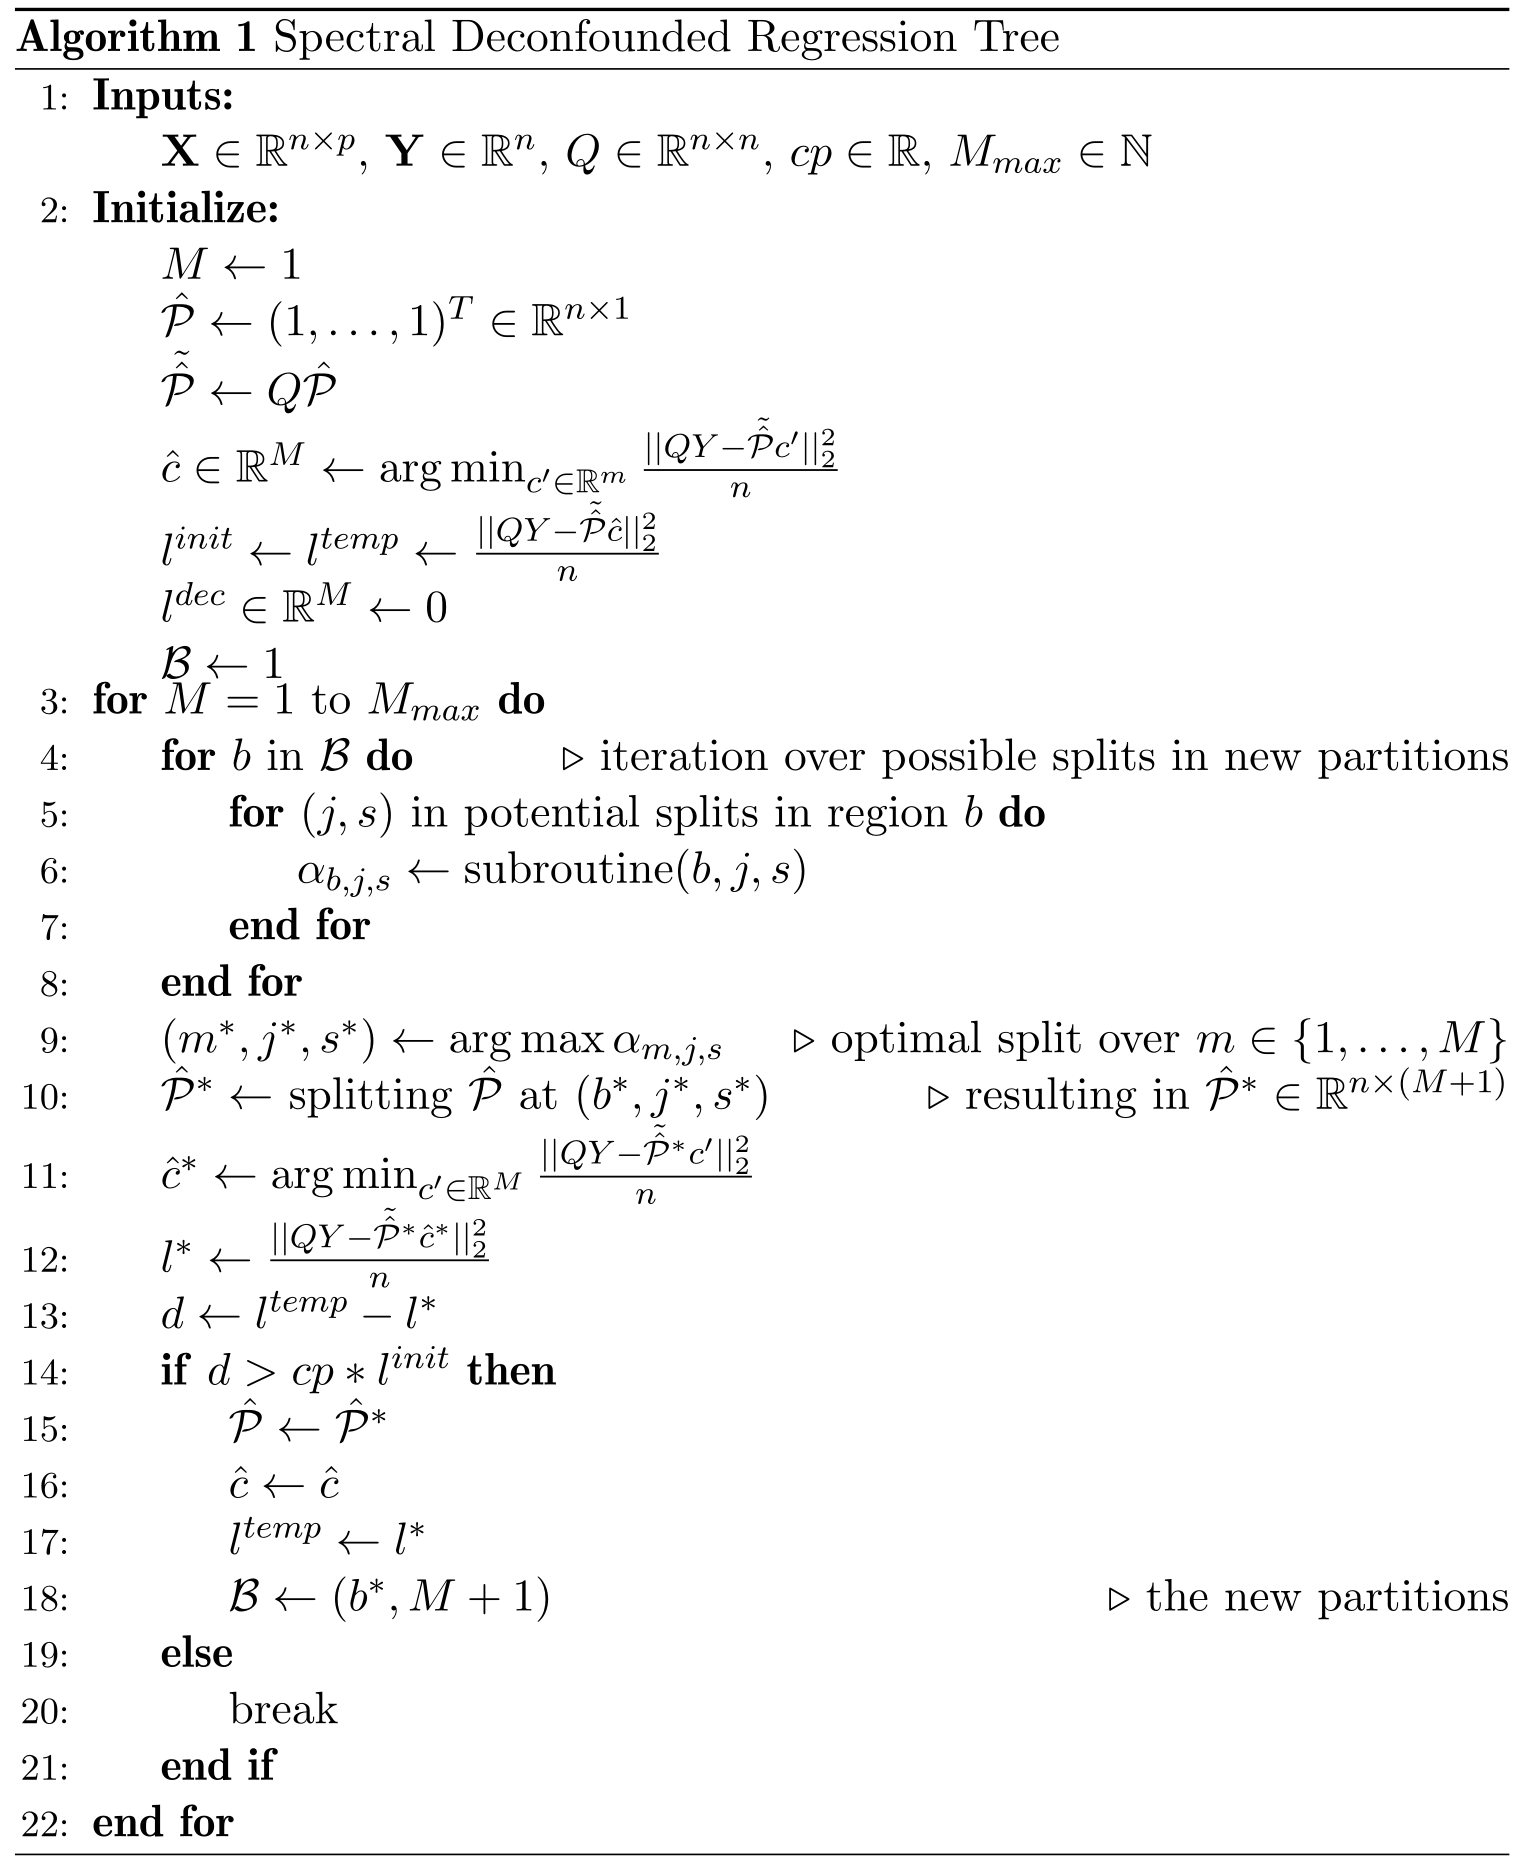 Algorithm 1 Spectral Deconfounded Regression Tree
1: Inputs:
$\mathbf{X} \in \mathbb{R}^{n \times p}$, $\mathbf{Y} \in \mathbb{R}^{n}$, $Q \in \mathbb{R}^{n \times n}$, $cp \in \mathbb{R}$, $M_{max} \in \mathbb{N}$
2: Initialize:
$M \leftarrow 1$
$\hat{\mathcal{P}} \leftarrow (1, \ldots, 1)^T \in \mathbb{R}^{n \times 1}$
$\tilde{\hat{\mathcal{P}}} \leftarrow Q\hat{\mathcal{P}}$
$\hat{c} \in \mathbb{R}^M \leftarrow \arg\min_{c' \in \mathbb{R}^m} \frac{||QY - \tilde{\hat{\mathcal{P}}}c'||_2^2}{n}$
$l^{init} \leftarrow l^{temp} \leftarrow \frac{||QY - \tilde{\hat{\mathcal{P}}}\hat{c}||_2^2}{n}$
$l^{dec} \in \mathbb{R}^M \leftarrow 0$
$\mathcal{B} \leftarrow 1$
3: for $M = 1$ to $M_{max}$ do
4: for $b$ in $\mathcal{B}$ do ▷ iteration over possible splits in new partitions
5: for $(j, s)$ in potential splits in region $b$ do
6: $\alpha_{b,j,s} \leftarrow$ subroutine$(b, j, s)$
7: end for
8: end for
9: $(m^*, j^*, s^*) \leftarrow \arg\max \alpha_{m,j,s}$ ▷ optimal split over $m \in \{1, \ldots, M\}$
10: $\hat{\mathcal{P}}^* \leftarrow$ splitting $\hat{\mathcal{P}}$ at $(b^*, j^*, s^*)$ ▷ resulting in $\hat{\mathcal{P}}^* \in \mathbb{R}^{n \times (M+1)}$
11: $\hat{c}^* \leftarrow \arg\min_{c' \in \mathbb{R}^M} \frac{||QY - \tilde{\hat{\mathcal{P}}}^*c'||_2^2}{n}$
12: $l^* \leftarrow \frac{||QY - \tilde{\hat{\mathcal{P}}}^*\hat{c}^*||_2^2}{n}$
13: $d \leftarrow l^{temp} - l^*$
14: if $d > cp * l^{init}$ then
15: $\hat{\mathcal{P}} \leftarrow \hat{\mathcal{P}}^*$
16: $\hat{c} \leftarrow \hat{c}$
17: $l^{temp} \leftarrow l^*$
18: $\mathcal{B} \leftarrow (b^*, M + 1)$ ▷ the new partitions
19: else
20: break
21: end if
22: end for